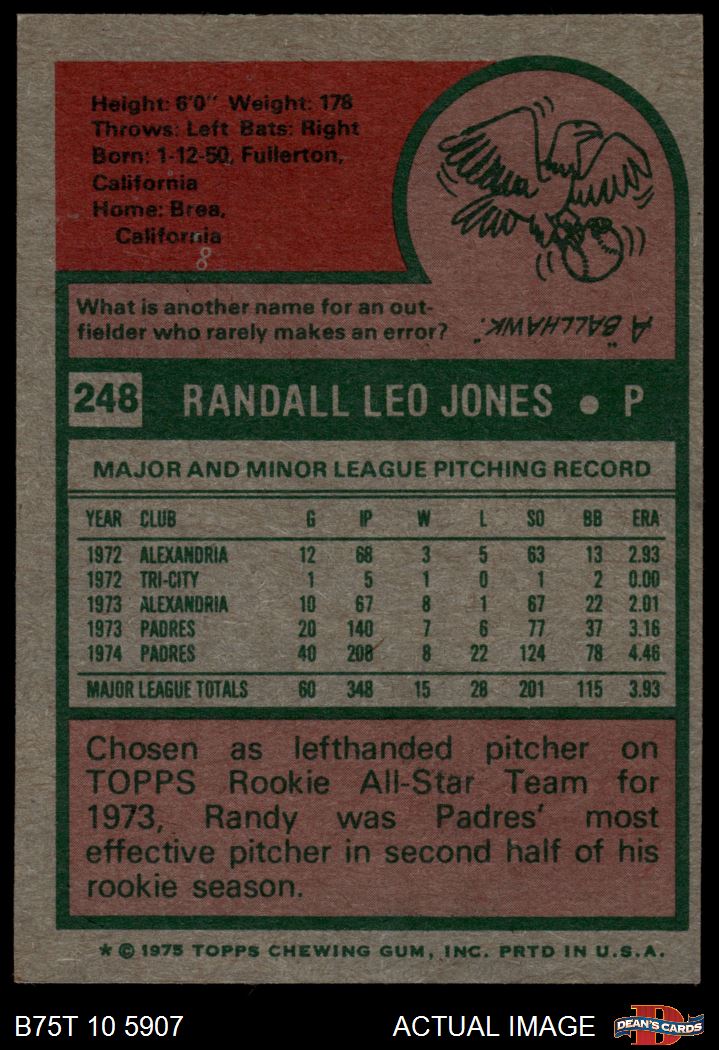 Height: 6'0" Weight: 178
Throws: Left Bats: Right
Born: 1-12-50, Fullerton,
California
Home: Brea,
California
8
What is another name for an out-
fielder who rarely makes an error?
A "BALLHAWK."
248 RANDALL LEO JONES • P
MAJOR AND MINOR LEAGUE PITCHING RECORD
YEAR CLUB G IP W L SO BB ERA
1972 ALEXANDRIA 12 68 3 5 63 13 2.93
1972 TRI-CITY 1 5 1 0 1 2 0.00
1973 ALEXANDRIA 10 67 8 1 67 22 2.01
1973 PADRES 20 140 7 6 77 37 3.16
1974 PADRES 40 208 8 22 124 78 4.46
MAJOR LEAGUE TOTALS 60 348 15 28 201 115 3.93
Chosen as lefthanded pitcher on
TOPPS Rookie All-Star Team for
1973, Randy was Padres' most
effective pitcher in second half of his
rookie season.
* © 1975 TOPPS CHEWING GUM, INC. PRTD IN U.S.A.
B75T 10 5907 ACTUAL IMAGE D DEAN'S CARDS